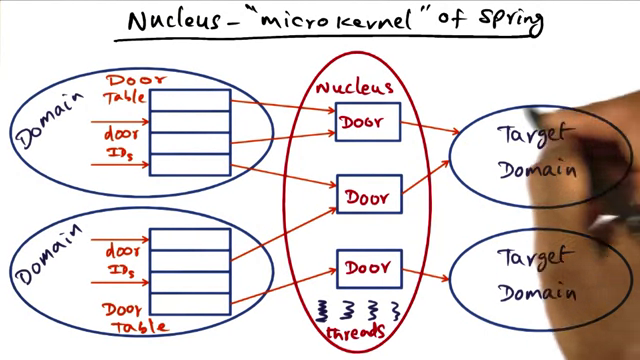 Nucleus - "microkernel" of Spring
Domain
Door
Table
door
IDs
Nucleus
Door
Door
Door
threads
Target
Domain
Domain
door
IDs
Door
Table
Target
Domain